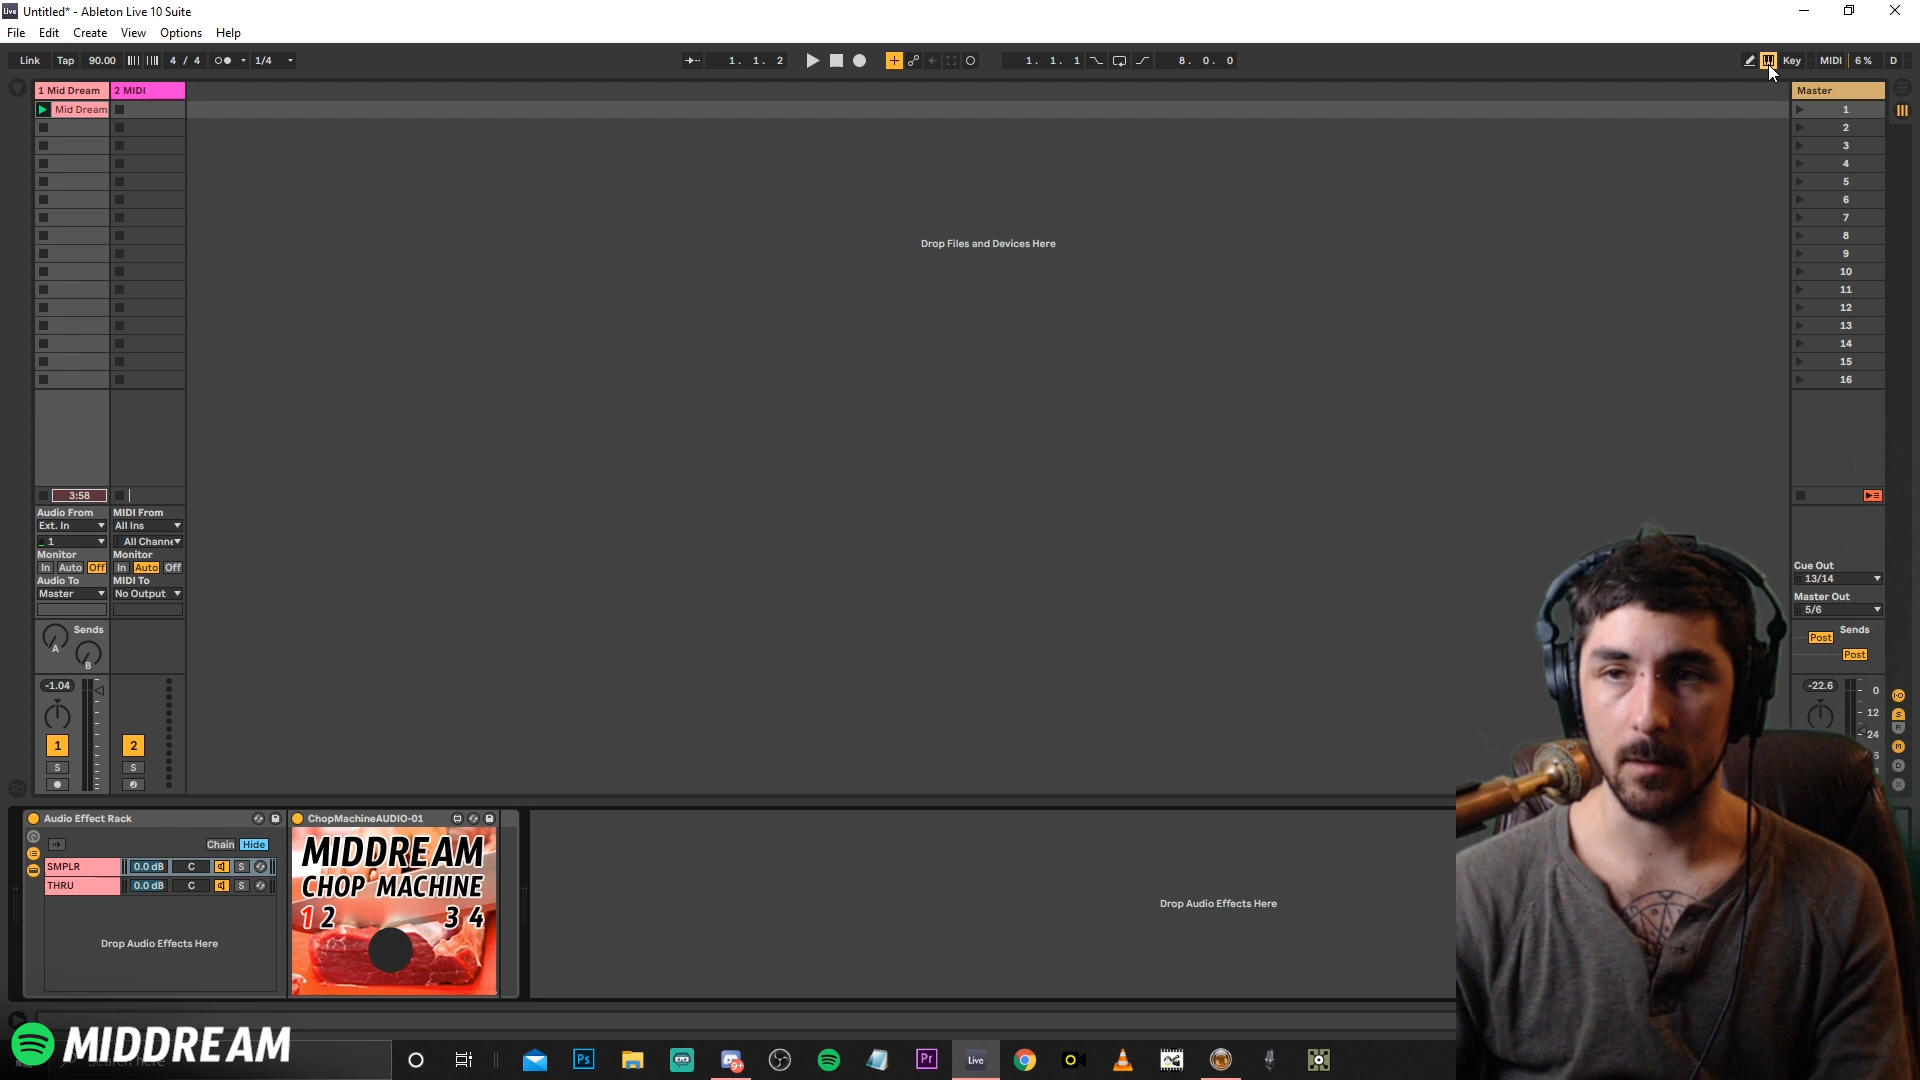 Live Untitled* - Ableton Live 10 Suite
File Edit Create View Options Help
Link Tap 90.00 4 / 4 1/4 1. 1. 2 + 1. 1. 1 8. 0. 0 Key MIDI 6 % D
1 Mid Dream 2 MIDI Master
Mid Dream 1
2
3
4
5
6
7
8
Drop Files and Devices Here
9
10
11
12
13
14
15
16
3:58
Audio From MIDI From
Ext. In All Ins
1 All Channe
Monitor Monitor
In Auto Off In Auto Off
Audio To MIDI To
Master No Output
Cue Out
13/14
Master Out
5/6
Sends Sends
A Post
B Post
-1.04 -22.6 0
12
24
1 2
S S
Audio Effect Rack ChopMachineAUDIO-01
Chain Hide
SMPLR 0.0 dB C S
THRU 0.0 dB C S
Drop Audio Effects Here
MIDDREAM
CHOP MACHINE
1 2 3 4
Drop Audio Effects Here
MIDDREAM
Ps 9+ Pr Live